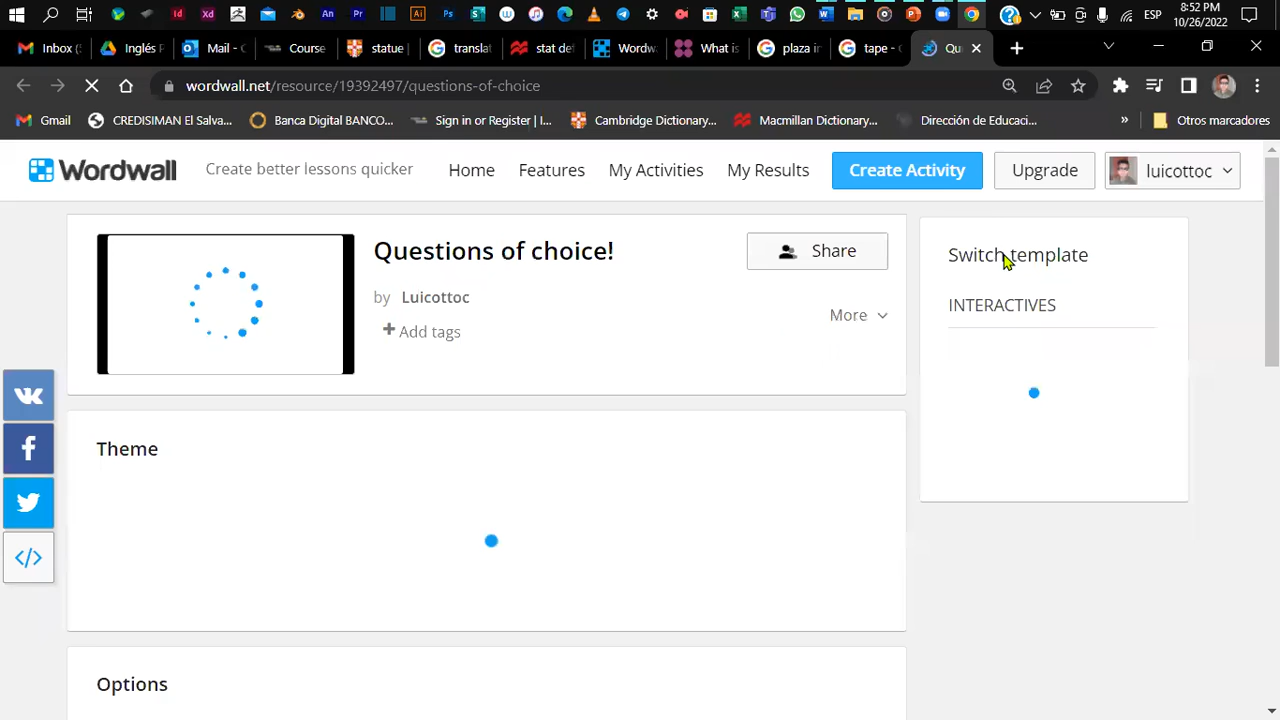 8:52 PM
ESP
10/26/2022
Inbox (
Inglés P
Mail - C
Course
statue
translat
stat def
Wordw
What is
plaza in
tape - G
Qu
wordwall.net/resource/19392497/questions-of-choice
Gmail
CREDISIMAN El Salva...
Banca Digital BANCO...
Sign in or Register | I...
Cambridge Dictionary...
Macmillan Dictionary...
Dirección de Educaci...
»
Otros marcadores
Wordwall
Create better lessons quicker
Home
Features
My Activities
My Results
Create Activity
Upgrade
luicottoc
Questions of choice!
Share
by Luicottoc
More
Add tags
Switch template
INTERACTIVES
Theme
Options